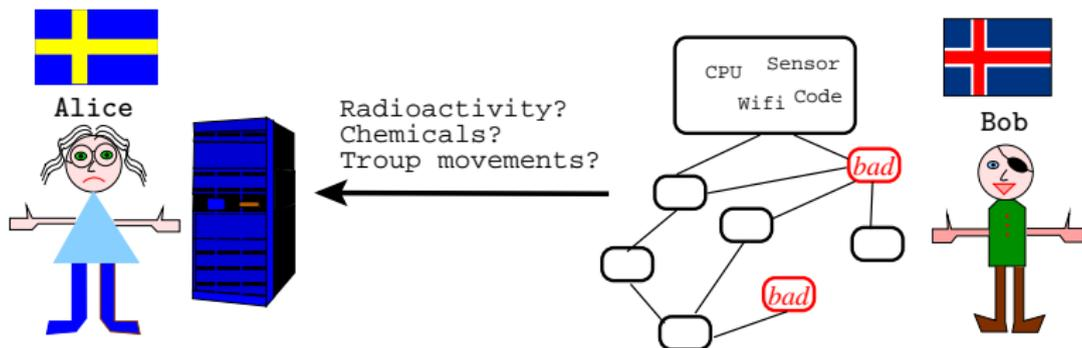 Alice
Radioactivity?
Chemicals?
Troup movements?
CPU Sensor
Wifi Code
bad
bad
Bob